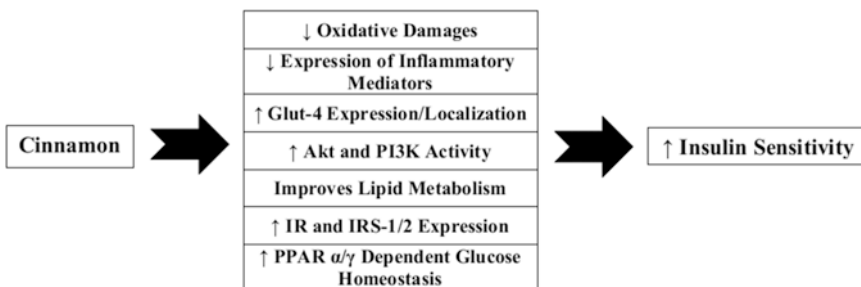 Cinnamon
↓ Oxidative Damages
↓ Expression of Inflammatory
Mediators
↑ Glut-4 Expression/Localization
↑ Akt and PI3K Activity
Improves Lipid Metabolism
↑ IR and IRS-1/2 Expression
↑ PPAR α/γ Dependent Glucose
Homeostasis
↑ Insulin Sensitivity